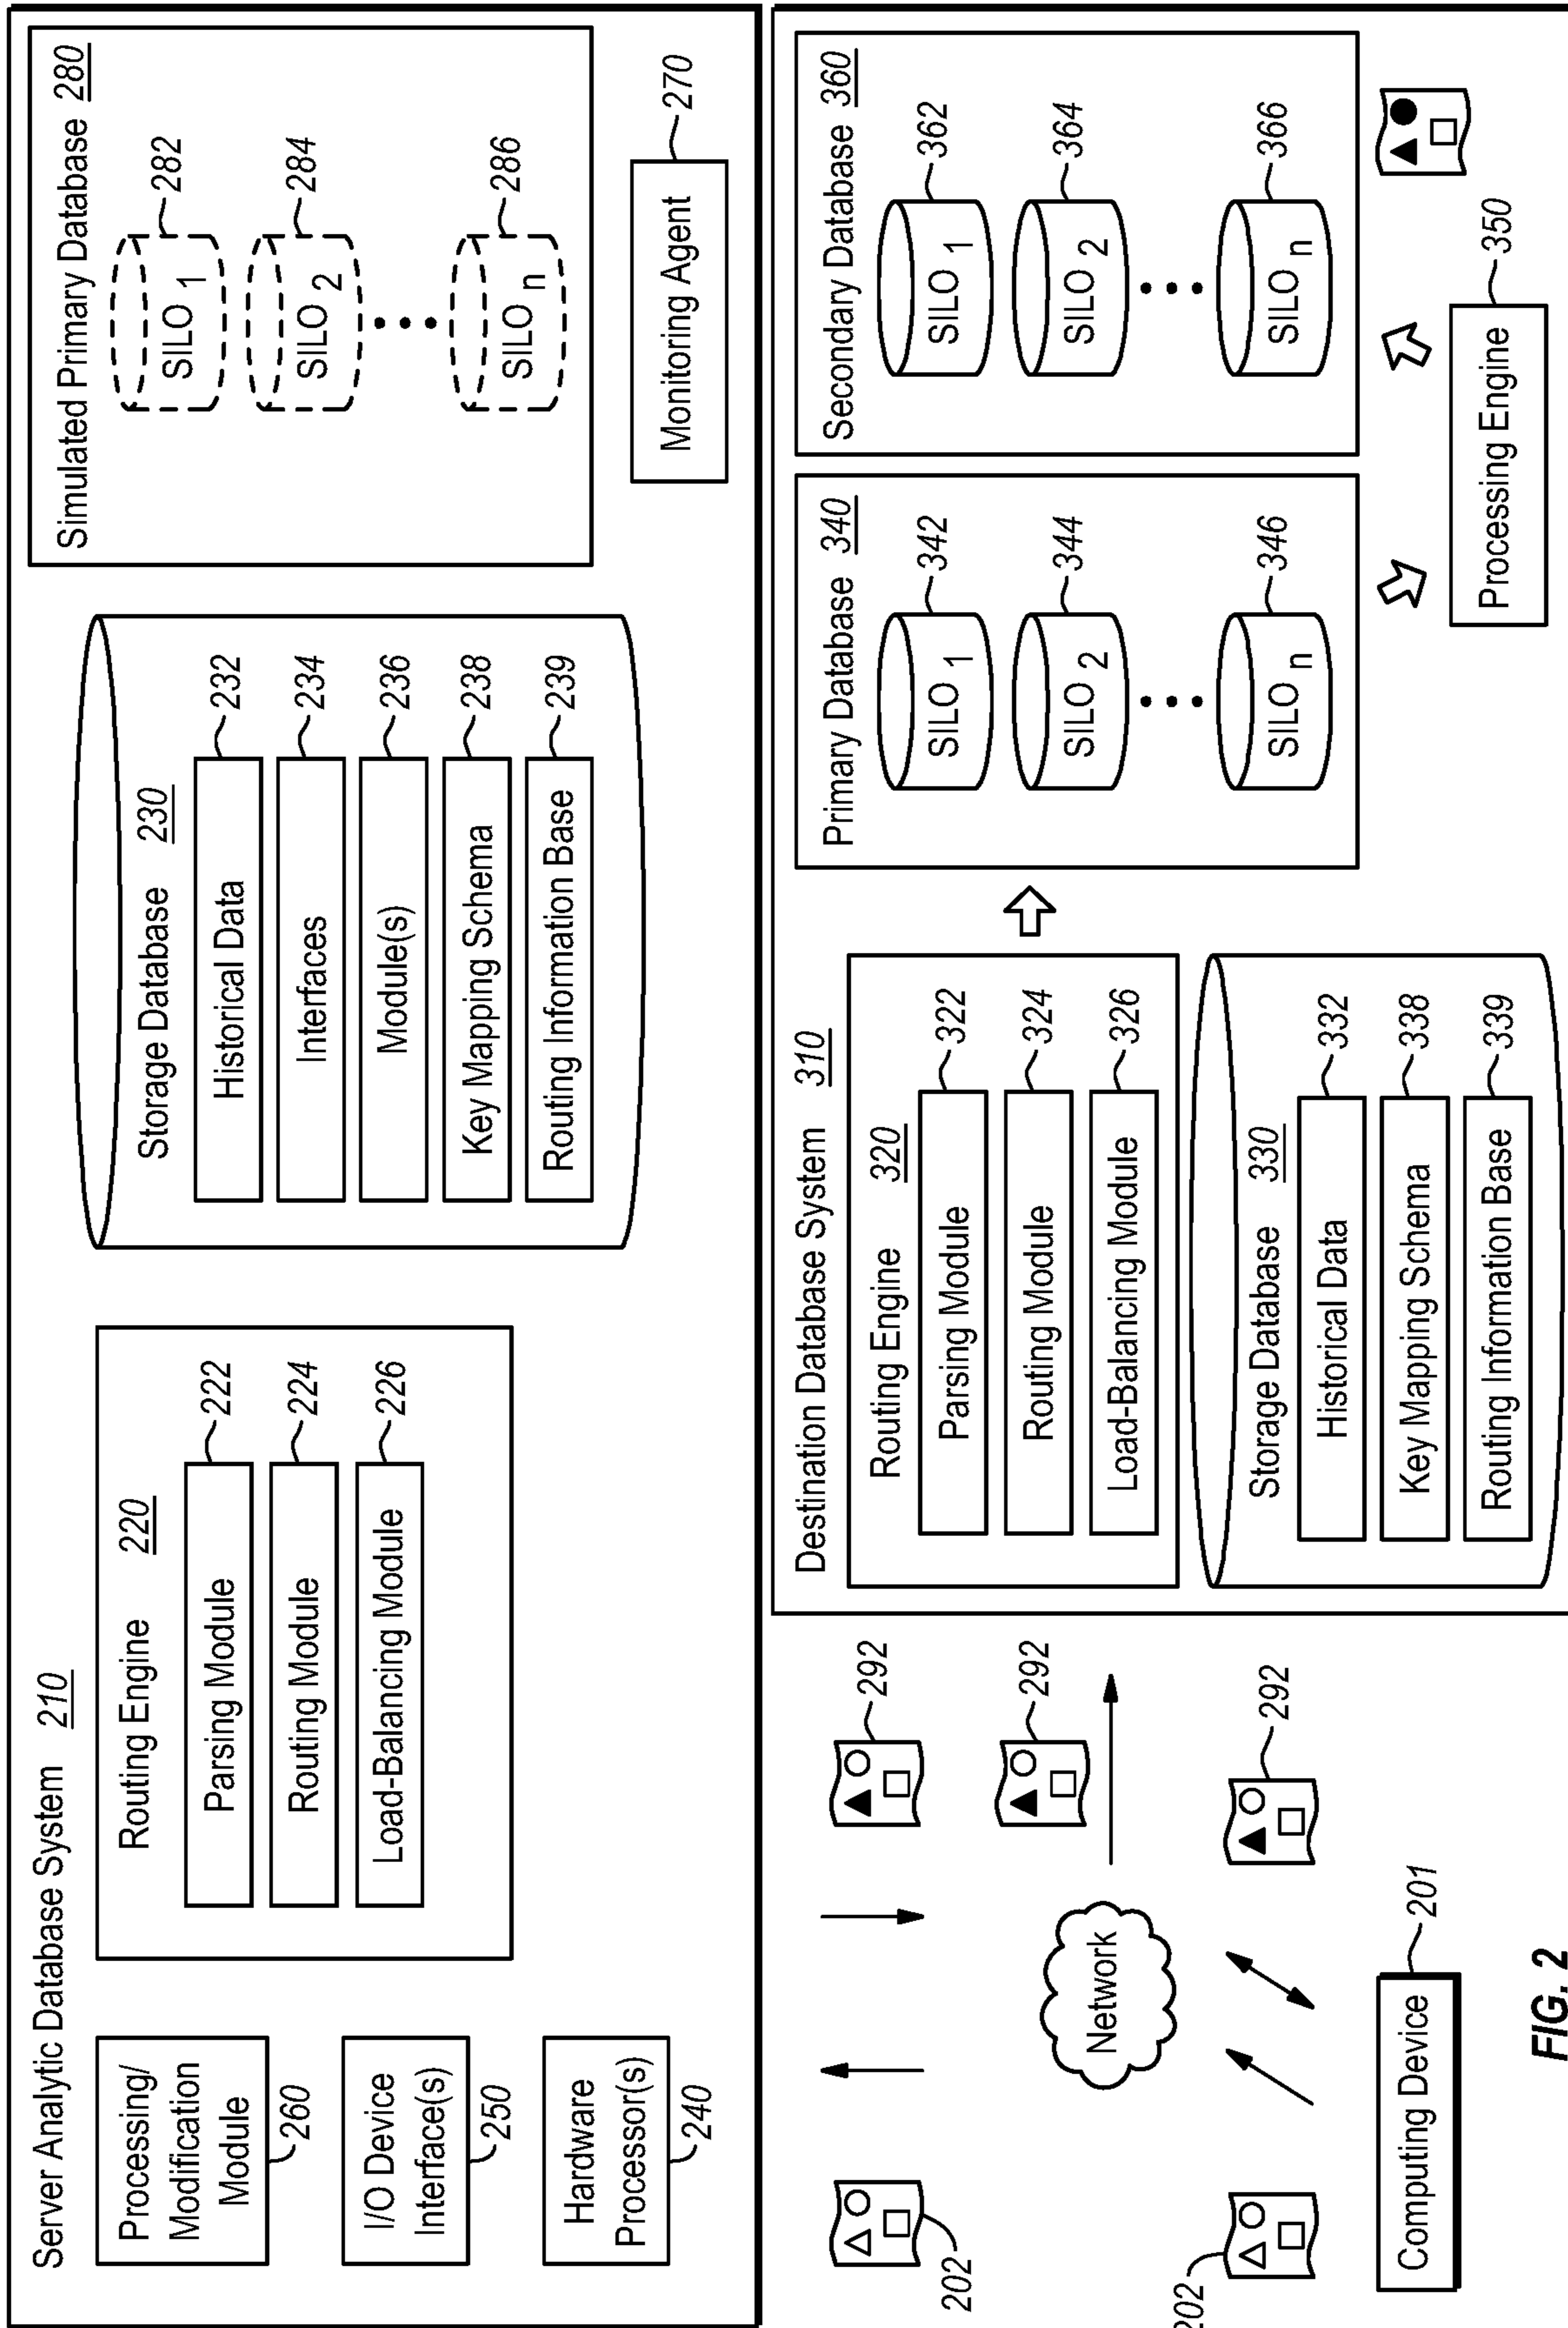 Server Analytic Database System 210
Processing/
Modification
Module
260
I/O Device
Interface(s)
250
Hardware
Processor(s)
240
Routing Engine 220
Parsing Module
222
Routing Module
224
Load-Balancing Module
226
Storage Database 230
Historical Data
232
Interfaces
234
Module(s)
236
Key Mapping Schema
238
Routing Information Base
239
Simulated Primary Database 280
SILO 1
282
SILO 2
284
SILO n
286
Monitoring Agent
270
202
202
Network
Computing Device
201
292
292
292
Destination Database System 310
Routing Engine 320
Parsing Module
322
Routing Module
324
Load-Balancing Module
326
Storage Database 330
Historical Data
332
Key Mapping Schema
338
Routing Information Base
339
Primary Database 340
SILO 1
342
SILO 2
344
SILO n
346
Secondary Database 360
SILO 1
362
SILO 2
364
SILO n
366
Processing Engine
350
FIG. 2